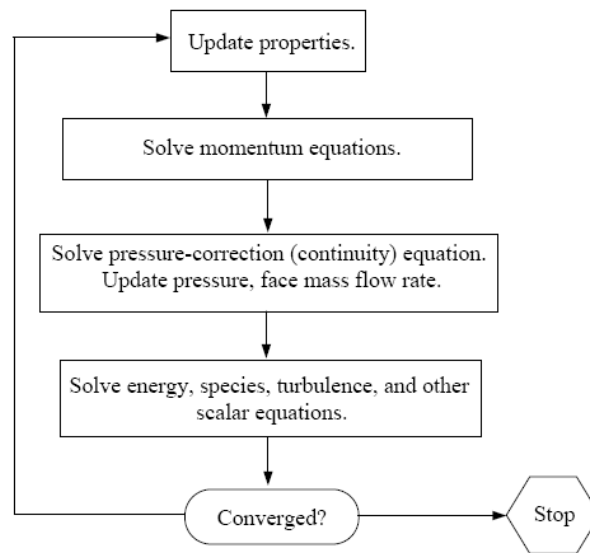 Update properties.
Solve momentum equations.
Solve pressure-correction (continuity) equation.
Update pressure, face mass flow rate.
Solve energy, species, turbulence, and other
scalar equations.
Converged?
Stop